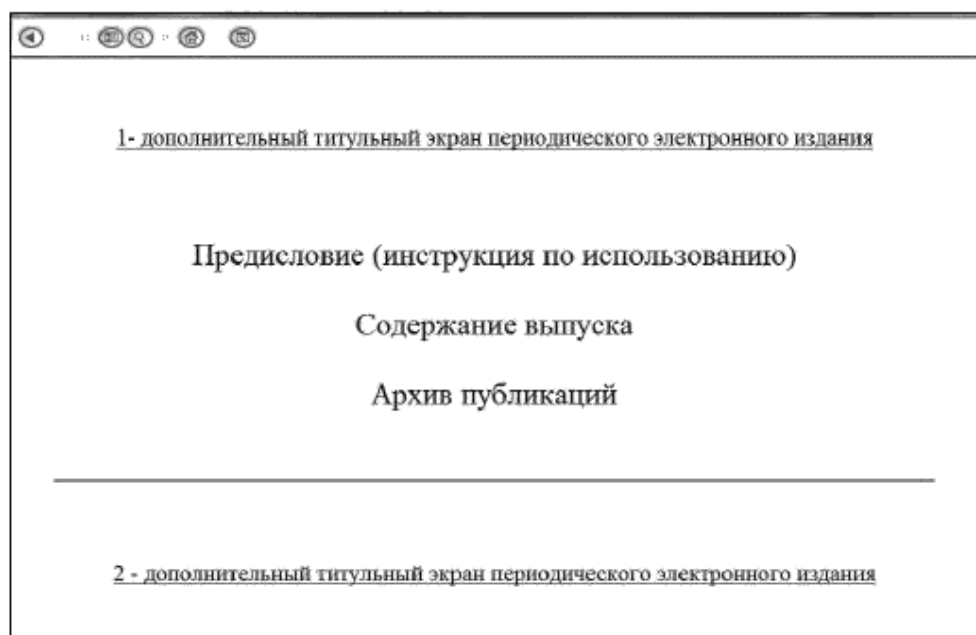 1- дополнительный титульный экран периодического электронного издания
Предисловие (инструкция по использованию)
Содержание выпуска
Архив публикаций
2 - дополнительный титульный экран периодического электронного издания